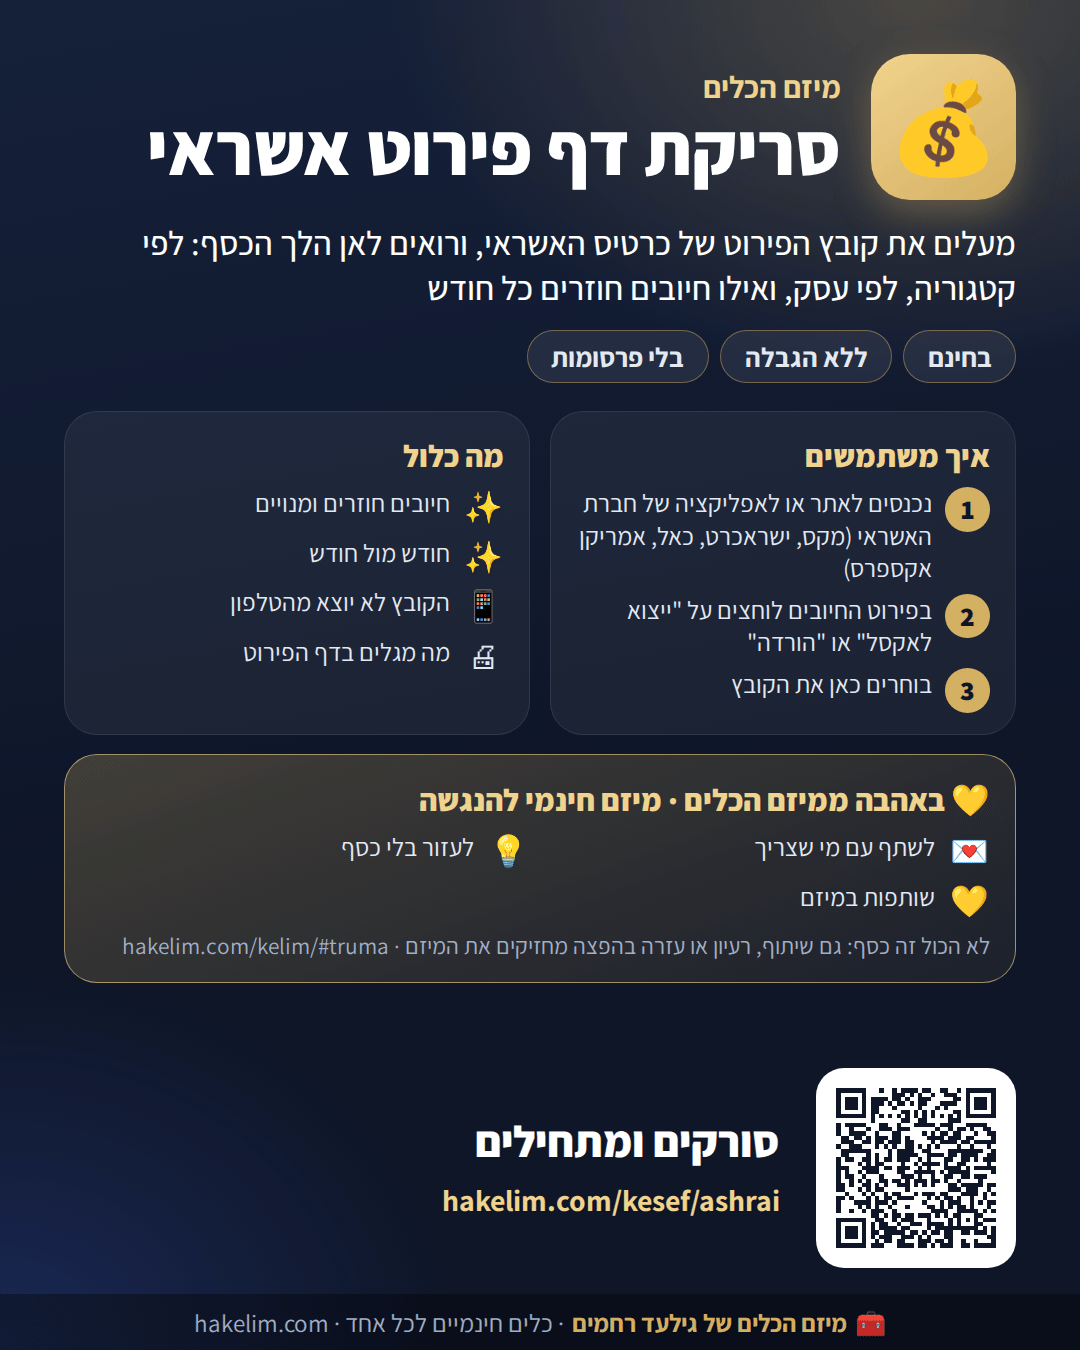 מיזם הכלים
סריקת דף פירוט אשראי
מעלים את קובץ הפירוט של כרטיס האשראי, ורואים לאן הלך הכסף: לפי
קטגוריה, לפי עסק, ואילו חיובים חוזרים כל חודש
בחינם
ללא הגבלה
בלי פרסומות
איך משתמשים
1 נכנסים לאתר או לאפליקציה של חברת
האשראי (מקס, ישראכרט, כאל, אמריקן
אקספרס)
2 בפירוט החיובים לוחצים על "ייצוא
לאקסל" או "הורדה"
3 בוחרים כאן את הקובץ
מה כלול
חיובים חוזרים ומנויים
חודש מול חודש
הקובץ לא יוצא מהטלפון
מה מגלים בדף הפירוט
💛 באהבה ממיזם הכלים · מיזם חינמי להנגשה
לשתף עם מי שצריך
לעזור בלי כסף
שותפות במיזם
לא הכול זה כסף: גם שיתוף, רעיון או עזרה בהפצה מחזיקים את המיזם · hakelim.com/kelim/#truma
סורקים ומתחילים
hakelim.com/kesef/ashrai
🧰 מיזם הכלים של גילעד רחמים · כלים חינמיים לכל אחד · hakelim.com